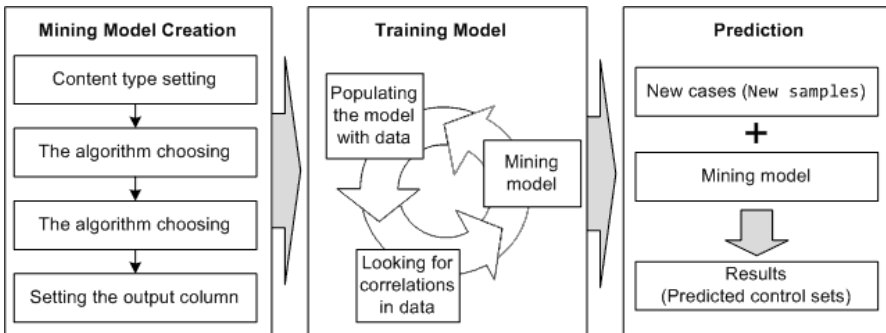 Mining Model Creation
Content type setting
The algorithm choosing
The algorithm choosing
Setting the output column
Training Model
Populating
the model
with data
Mining
model
Looking for
correlations
in data
Prediction
New cases (New samples)
+
Mining model
Results
(Predicted control sets)